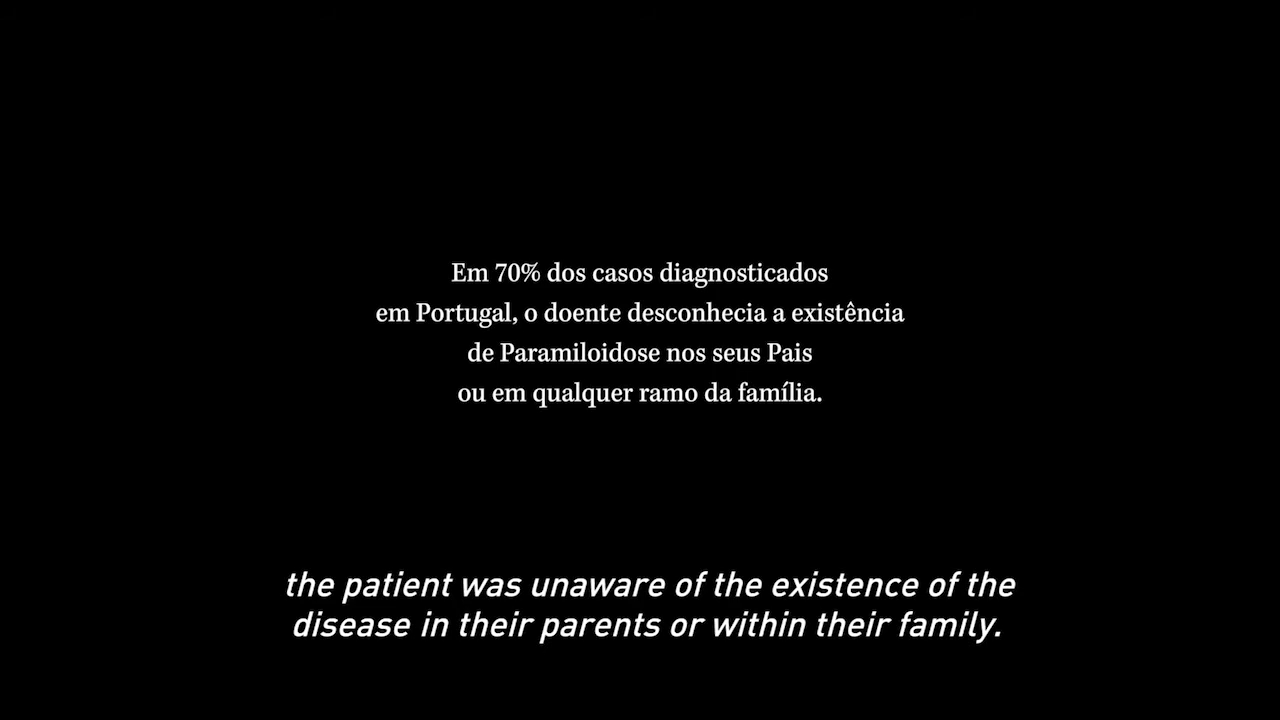 Em 70% dos casos diagnosticados
em Portugal, o doente desconhecia a existência
de Paramiloidose nos seus Pais
ou em qualquer ramo da família.
the patient was unaware of the existence of the
disease in their parents or within their family.